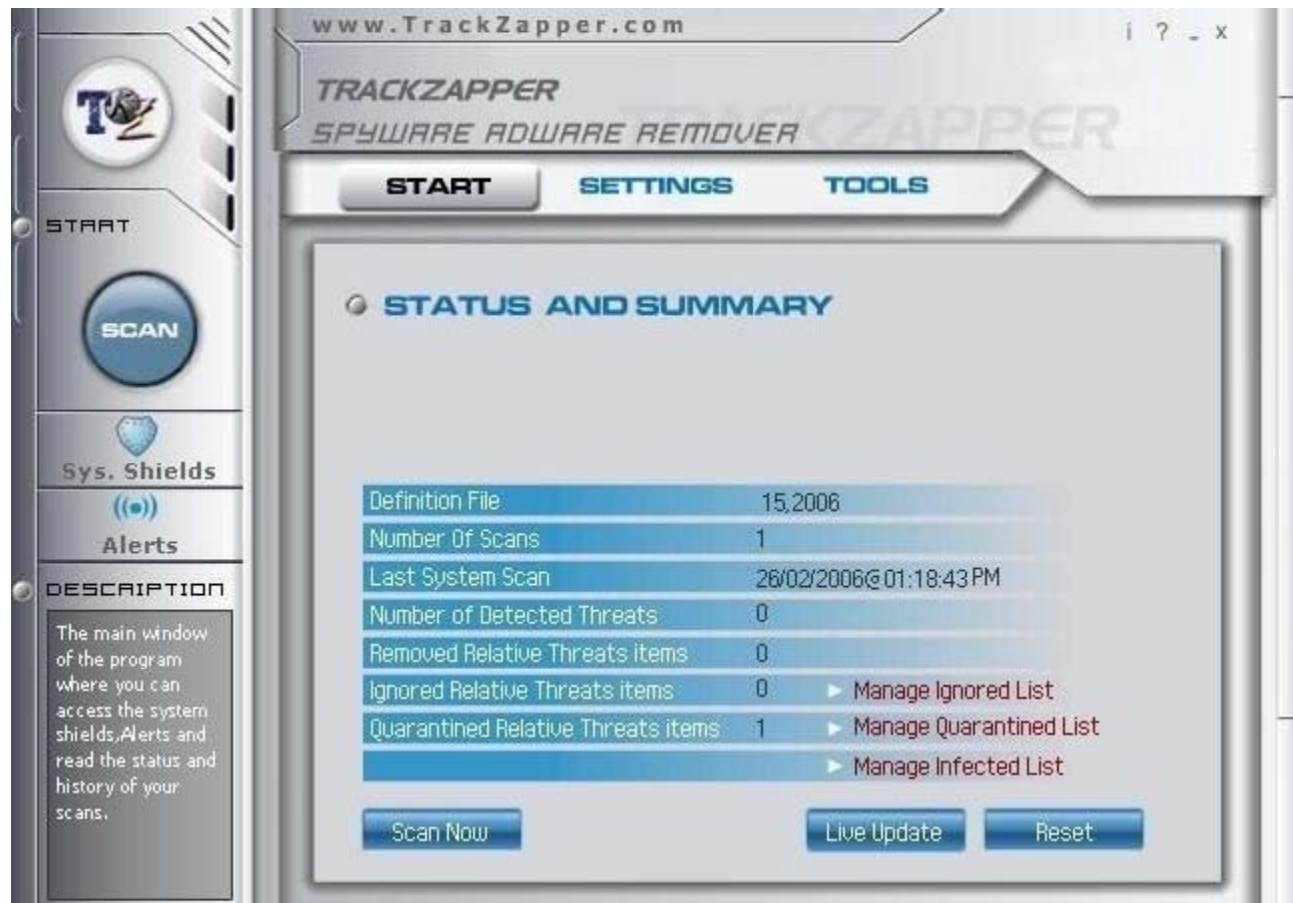 www.TrackZapper.com
i ? - x
TZ
TRACKZAPPER
SPYWARE ADWARE REMOVER
TRACKZAPPER
START
SETTINGS
TOOLS
START
SCAN
Sys. Shields
Alerts
DESCRIPTION
The main window
of the program
where you can
access the system
shields,Alerts and
read the status and
history of your
scans.
STATUS AND SUMMARY
Definition File 15,2006
Number Of Scans 1
Last System Scan 26/02/2006@01:18:43 PM
Number of Detected Threats 0
Removed Relative Threats items 0
Ignored Relative Threats items 0 Manage Ignored List
Quarantined Relative Threats items 1 Manage Quarantined List
Manage Infected List
Scan Now
Live Update
Reset